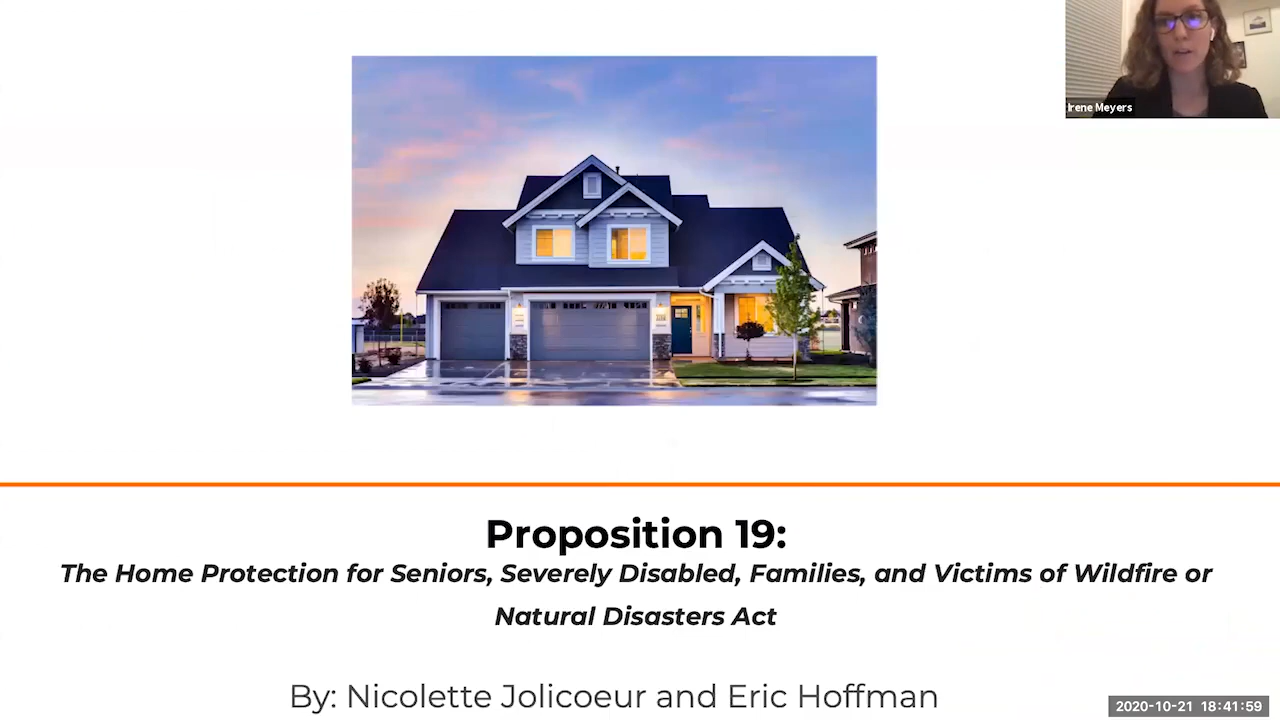 Irene Meyers
Proposition 19:
The Home Protection for Seniors, Severely Disabled, Families, and Victims of Wildfire or
Natural Disasters Act
By: Nicolette Jolicoeur and Eric Hoffman
2020-10-21 18:41:59